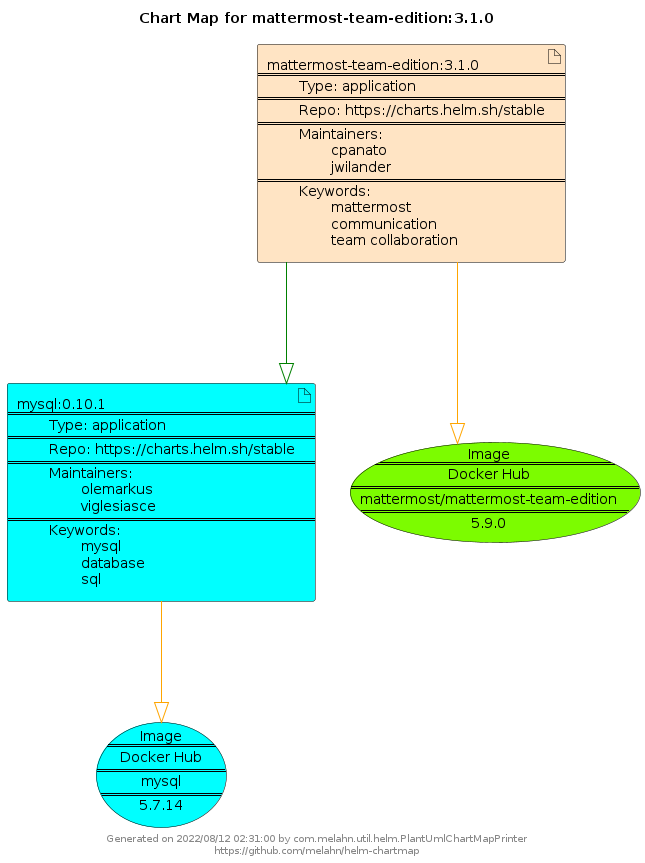 Chart Map for mattermost-team-edition:3.1.0
mattermost-team-edition:3.1.0
Type: application
Repo: https://charts.helm.sh/stable
Maintainers:
cpanato
jwilander
Keywords:
mattermost
communication
team collaboration
mysql:0.10.1
Type: application
Repo: https://charts.helm.sh/stable
Maintainers:
olemarkus
viglesiasce
Keywords:
mysql
database
sql
Image
Docker Hub
mattermost/mattermost-team-edition
5.9.0
Image
Docker Hub
mysql
5.7.14
Generated on 2022/08/12 02:31:00 by com.melahn.util.helm.PlantUmlChartMapPrinter
https://github.com/melahn/helm-chartmap